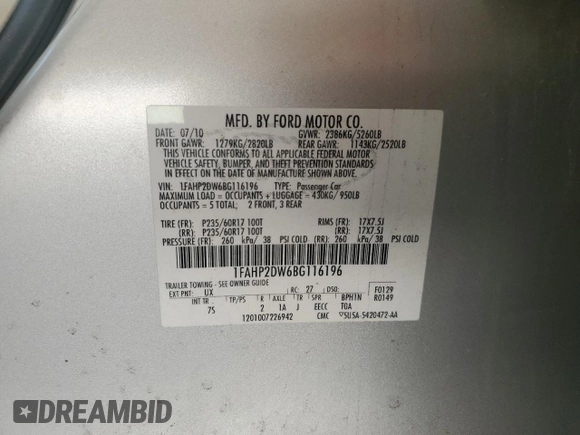 MFD. BY FORD MOTOR CO.
DATE: 07/10 GVWR: 2386KG/5260LB
FRONT GAWR: 1279KG/2820LB REAR GAWR: 1143KG/2520LB
THIS VEHICLE CONFORMS TO ALL APPLICABLE FEDERAL MOTOR
VEHICLE SAFETY, BUMPER, AND THEFT PREVENTION STANDARDS
IN EFFECT ON THE DATE OF MANUFACTURE SHOWN ABOVE.
VIN: 1FAHP2DW6BG116196 TYPE: Passenger Car
MAXIMUM LOAD = OCCUPANTS + LUGGAGE = 430KG/950LB
OCCUPANTS = 5 TOTAL, 2 FRONT, 3 REAR
TIRE (FR): P235/60R17 100T RIMS (FR): 17X7.5J
(RR): P235/60R17 100T (RR): 17X7.5J
PRESSURE (FR): 260 kPa/ 38 PSI COLD (RR): 260 kPa/ 38 PSI COLD
1FAHP2DW6BG116196
TRAILER TOWING - SEE OWNER GUIDE
EXT PNT: UX RC: 27 DSO: F0129
INT TR TP/PS R AXLE TR SPR BPH1N R0149
75 2 1A J EECC T0A
1201007226942 CMC ▽5U5A-5420472-AA
DREAMBID